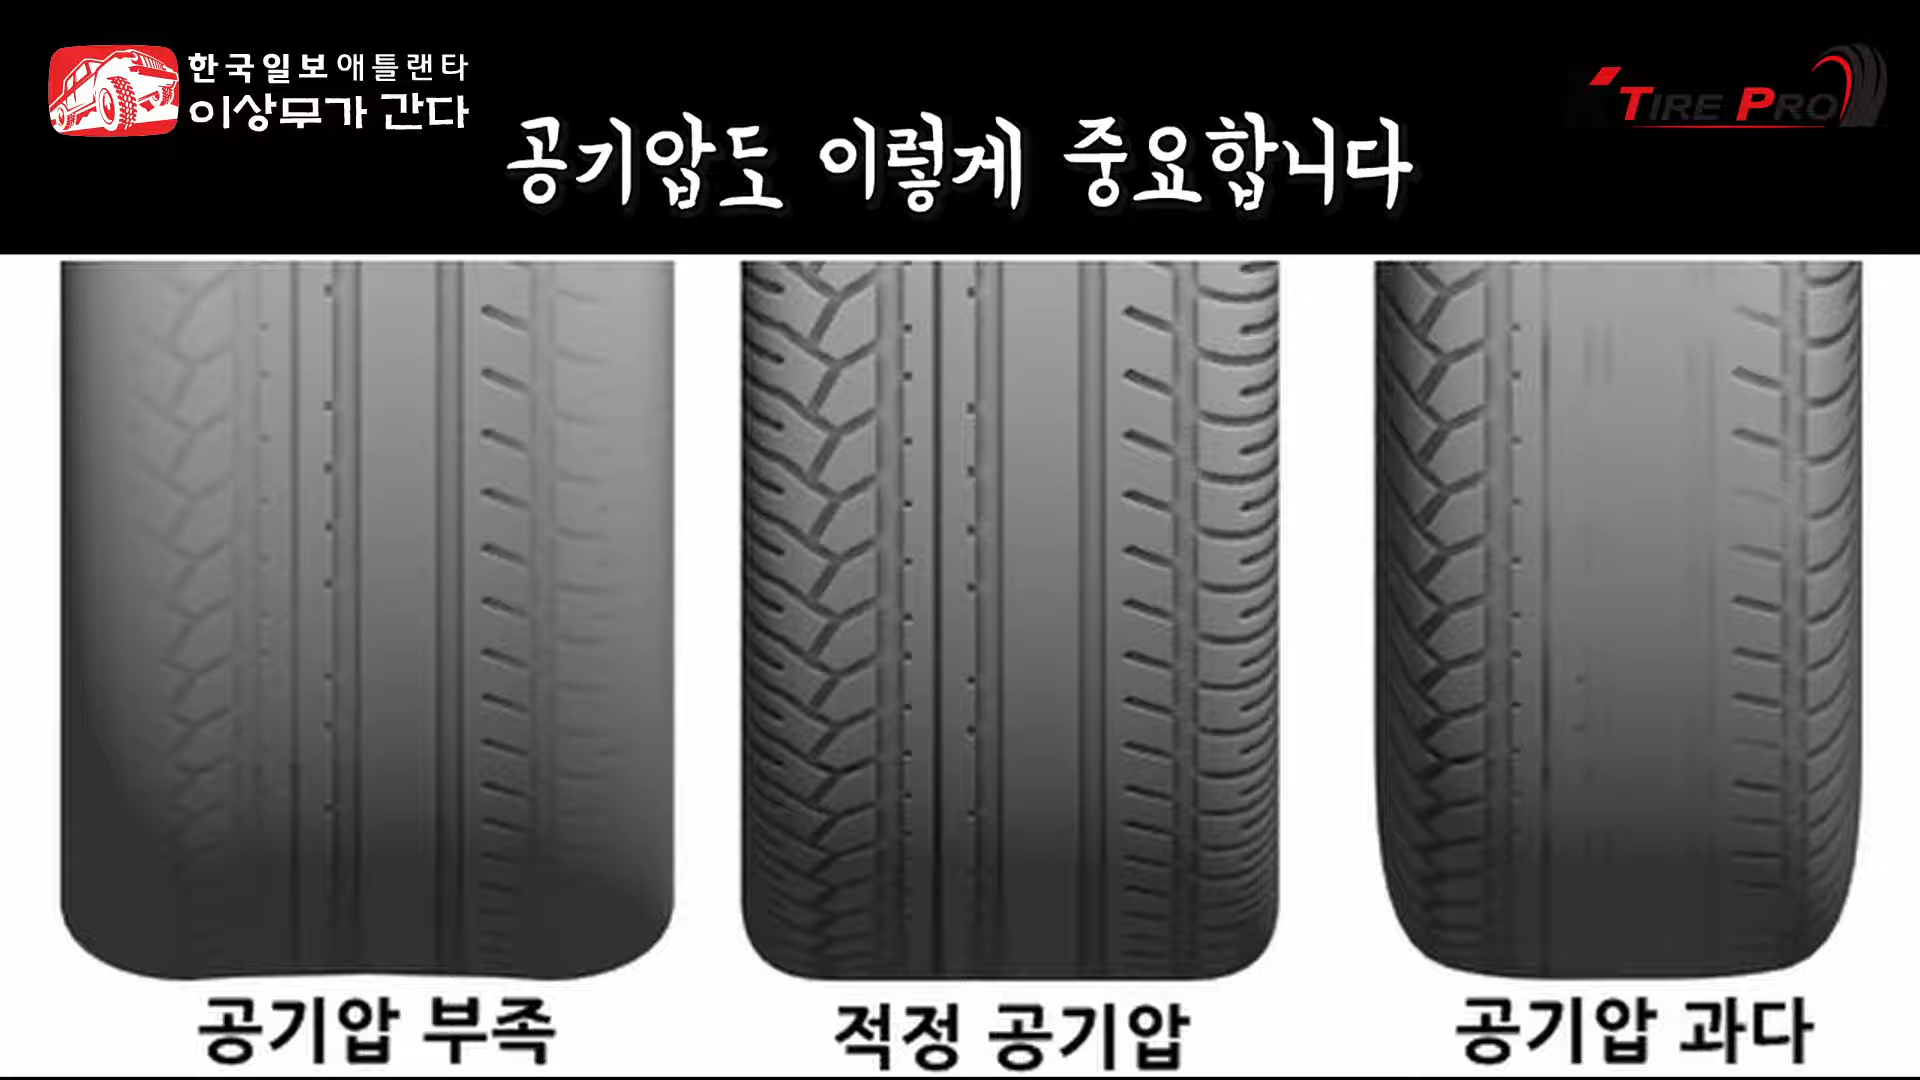 한국일보애틀랜타
이상무가 간다
TIRE PRO
공기압도 이렇게 중요합니다
공기압 부족
적정 공기압
공기압 과다